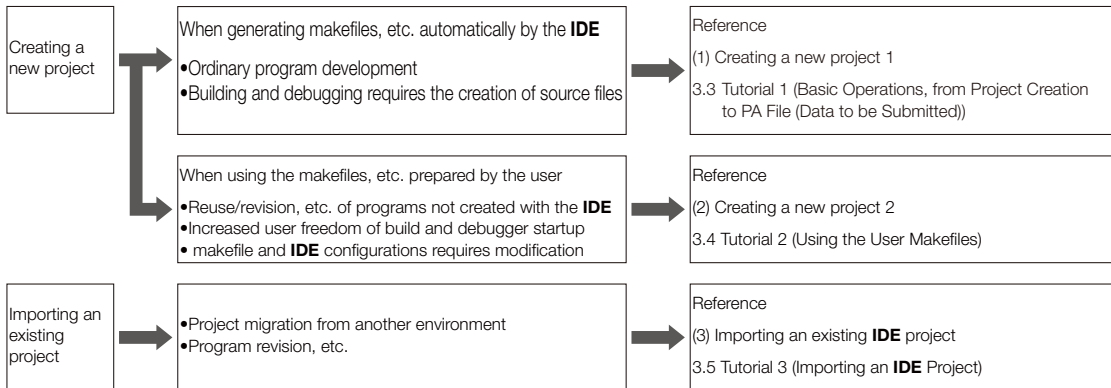 Creating a
new project
When generating makefiles, etc. automatically by the IDE
•Ordinary program development
•Building and debugging requires the creation of source files
Reference
(1) Creating a new project 1
3.3 Tutorial 1 (Basic Operations, from Project Creation
to PA File (Data to be Submitted))
When using the makefiles, etc. prepared by the user
•Reuse/revision, etc. of programs not created with the IDE
•Increased user freedom of build and debugger startup
• makefile and IDE configurations requires modification
Reference
(2) Creating a new project 2
3.4 Tutorial 2 (Using the User Makefiles)
Importing an
existing
project
•Project migration from another environment
•Program revision, etc.
Reference
(3) Importing an existing IDE project
3.5 Tutorial 3 (Importing an IDE Project)